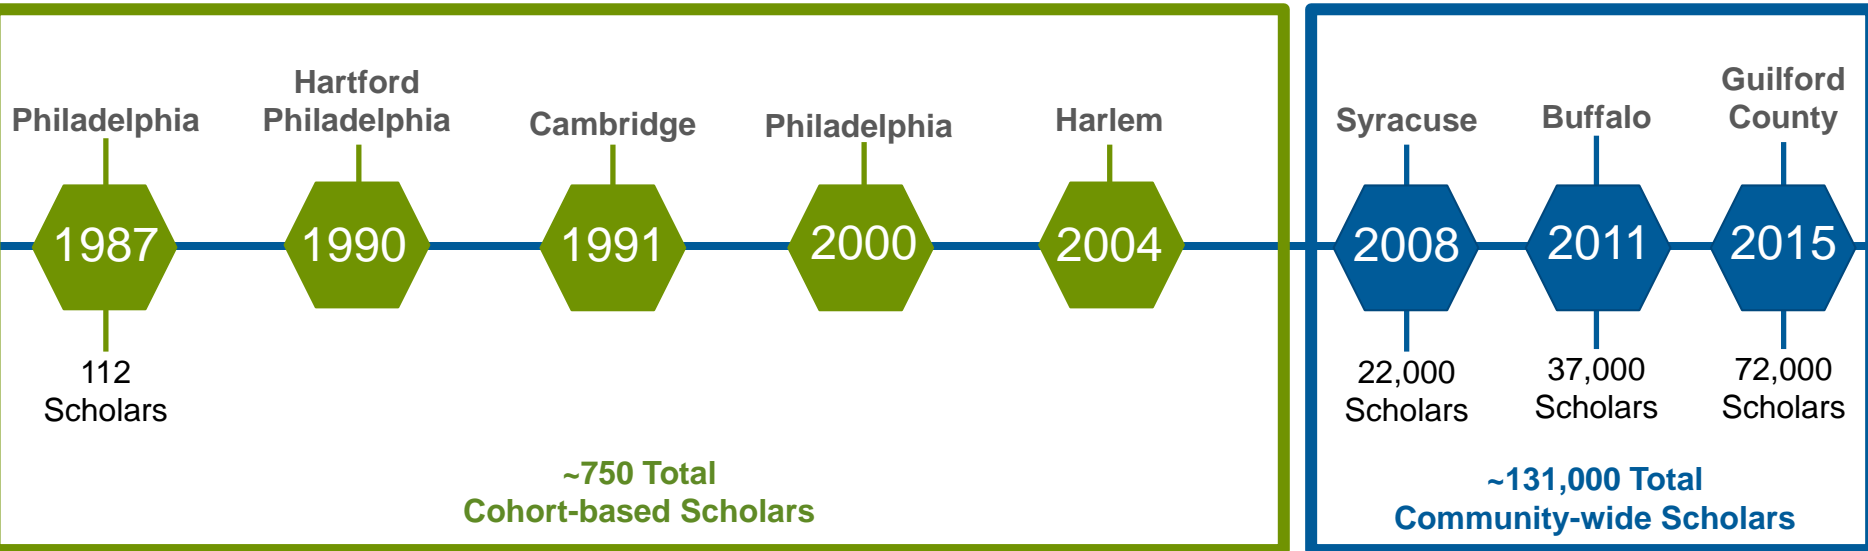 Philadelphia
1987
112
Scholars
Hartford
Philadelphia
1990
Cambridge
1991
Philadelphia
2000
Harlem
2004
~750 Total
Cohort-based Scholars
Syracuse
2008
22,000
Scholars
Buffalo
2011
37,000
Scholars
Guilford
County
2015
72,000
Scholars
~131,000 Total
Community-wide Scholars